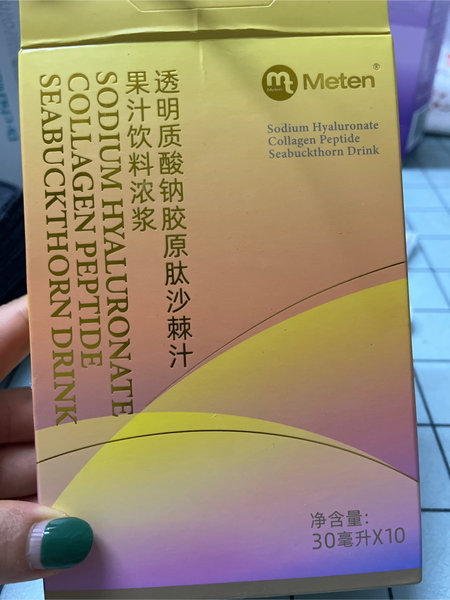 mt
Meten
Meten®
Sodium Hyaluronate
Collagen Peptide
Seabuckthorn Drink
透明质酸钠胶原肽沙棘汁
果汁饮料浓浆
SODIUM HYALURONATE
COLLAGEN PEPTIDE
SEABUCKTHORN DRINK
净含量:
30毫升X10